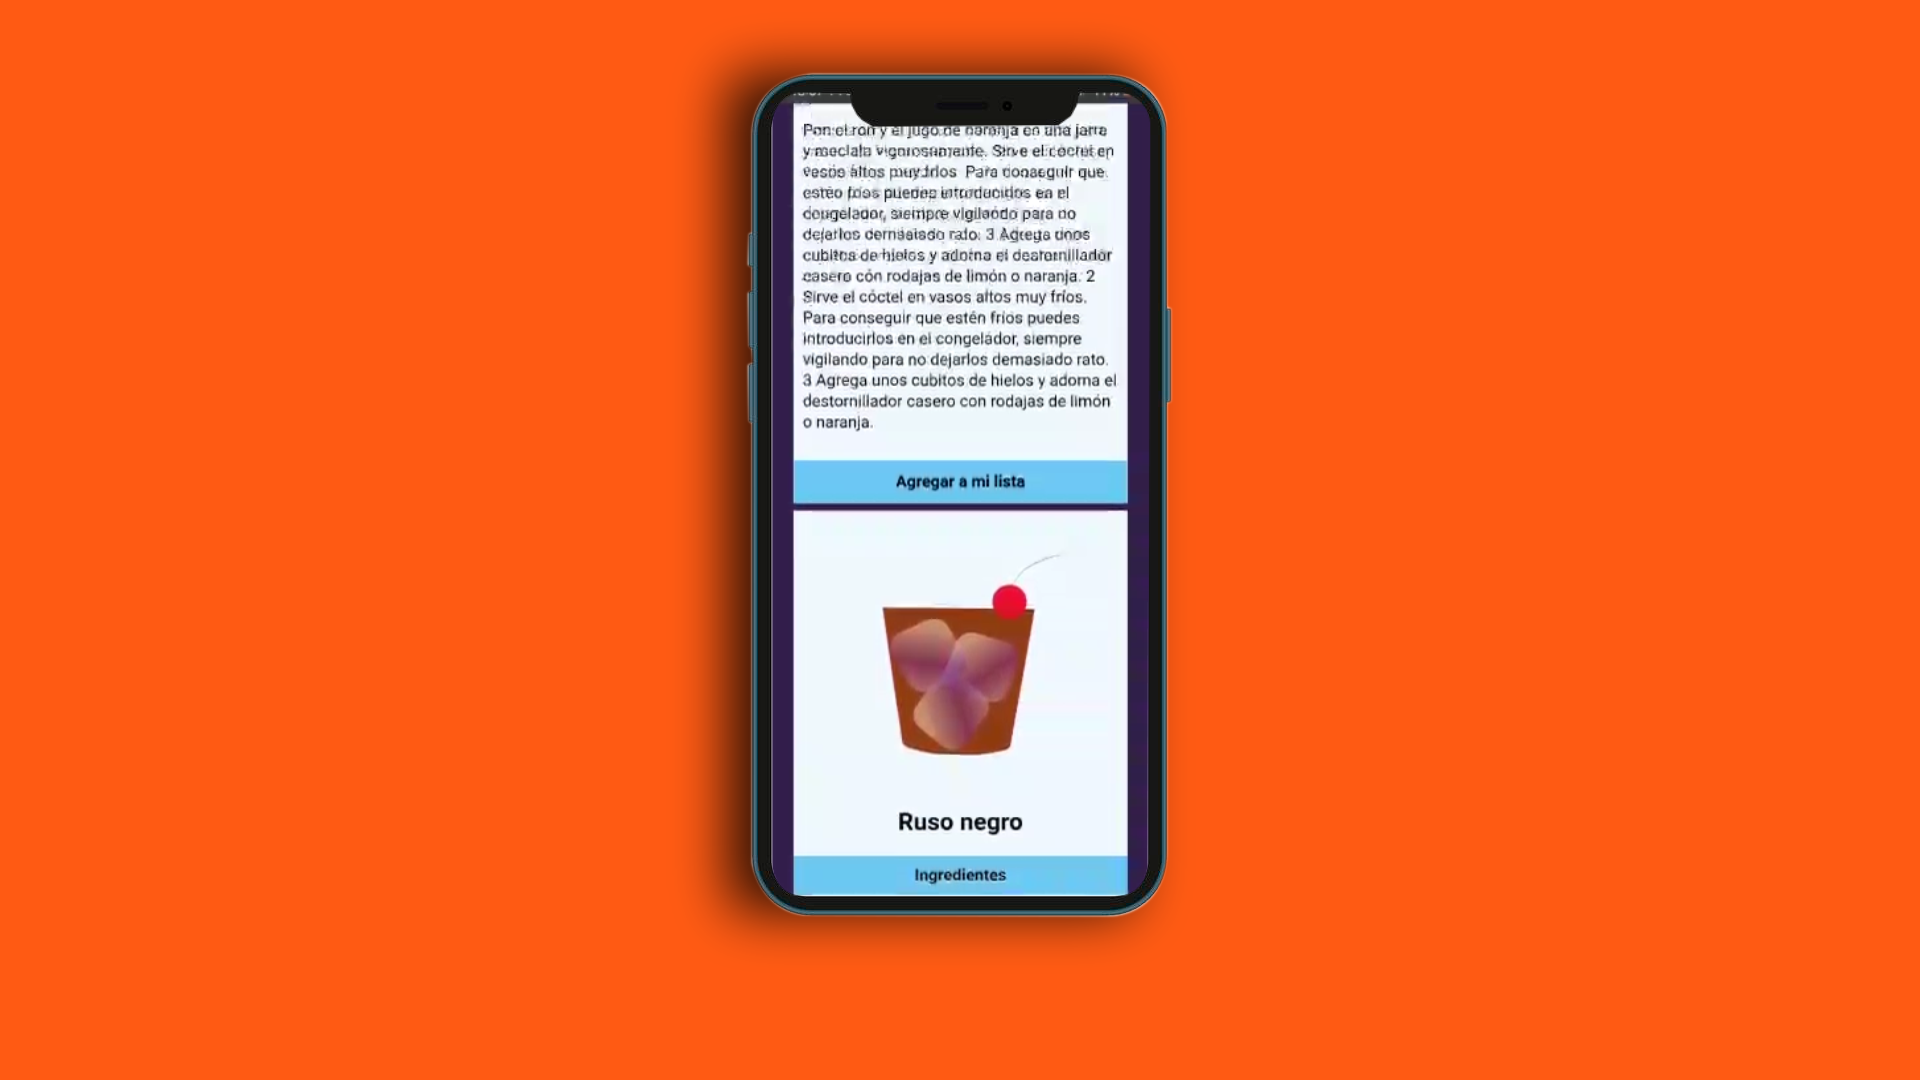 Pon el ron y el jugo de naranja en una jarra
y mezclala vigorosamente. Sirve el cóctel en
vasos altos muy fríos. Para conseguir que
estén fríos puedes introducirlos en el
congelador, siempre vigilando para no
dejarlos demasiado rato. 3 Agrega unos
cubitos de hielos y adorna el destornillador
casero con rodajas de limón o naranja. 2
Sirve el cóctel en vasos altos muy fríos.
Para conseguir que estén fríos puedes
introducirlos en el congelador, siempre
vigilando para no dejarlos demasiado rato.
3 Agrega unos cubitos de hielos y adorna el
destornillador casero con rodajas de limón
o naranja.
Agregar a mi lista
Ruso negro
Ingredientes